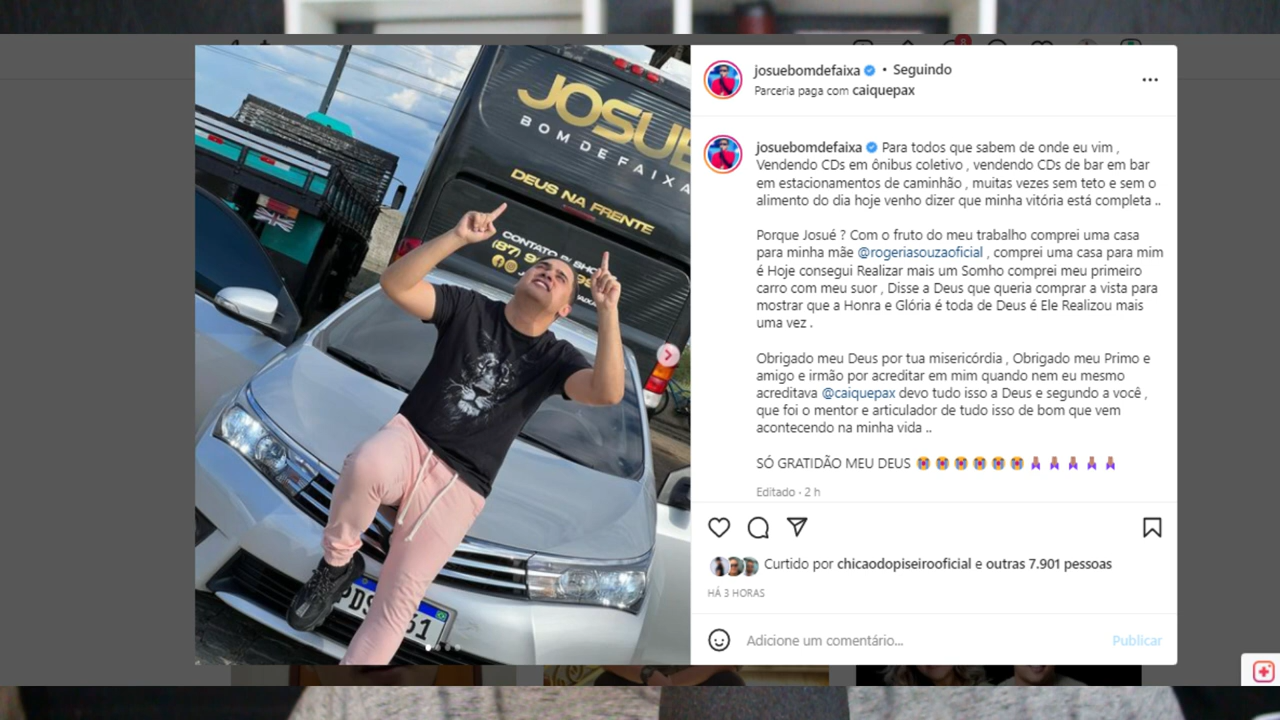 JOSUE
BOM DE FAIXA
DEUS NA FRENTE
CONTATO P/ SHO
(87) 9
josuebomdefaixa • Seguindo
Parceria paga com caiquepax
josuebomdefaixa Para todos que sabem de onde eu vim ,
Vendendo CDs em ônibus coletivo , vendendo CDs de bar em bar
em estacionamentos de caminhão , muitas vezes sem teto e sem o
alimento do dia hoje venho dizer que minha vitória está completa ..
Porque Josué ? Com o fruto do meu trabalho comprei uma casa
para minha mãe @rogeriasouzaoficial , comprei uma casa para mim
é Hoje consegui Realizar mais um Somho comprei meu primeiro
carro com meu suor , Disse a Deus que queria comprar a vista para
mostrar que a Honra e Glória é toda de Deus é Ele Realizou mais
uma vez .
Obrigado meu Deus por tua misericórdia , Obrigado meu Primo e
amigo e irmão por acreditar em mim quando nem eu mesmo
acreditava @caiquepax devo tudo isso a Deus e segundo a você ,
que foi o mentor e articulador de tudo isso de bom que vem
acontecendo na minha vida ..
SÓ GRATIDÃO MEU DEUS 😭😭😭😭😭😭🙏🏽🙏🏽🙏🏽🙏🏽🙏🏽
Editado · 2 h
Curtido por chicaodopiseirooficial e outras 7.901 pessoas
HÁ 3 HORAS
Adicione um comentário...
Publicar